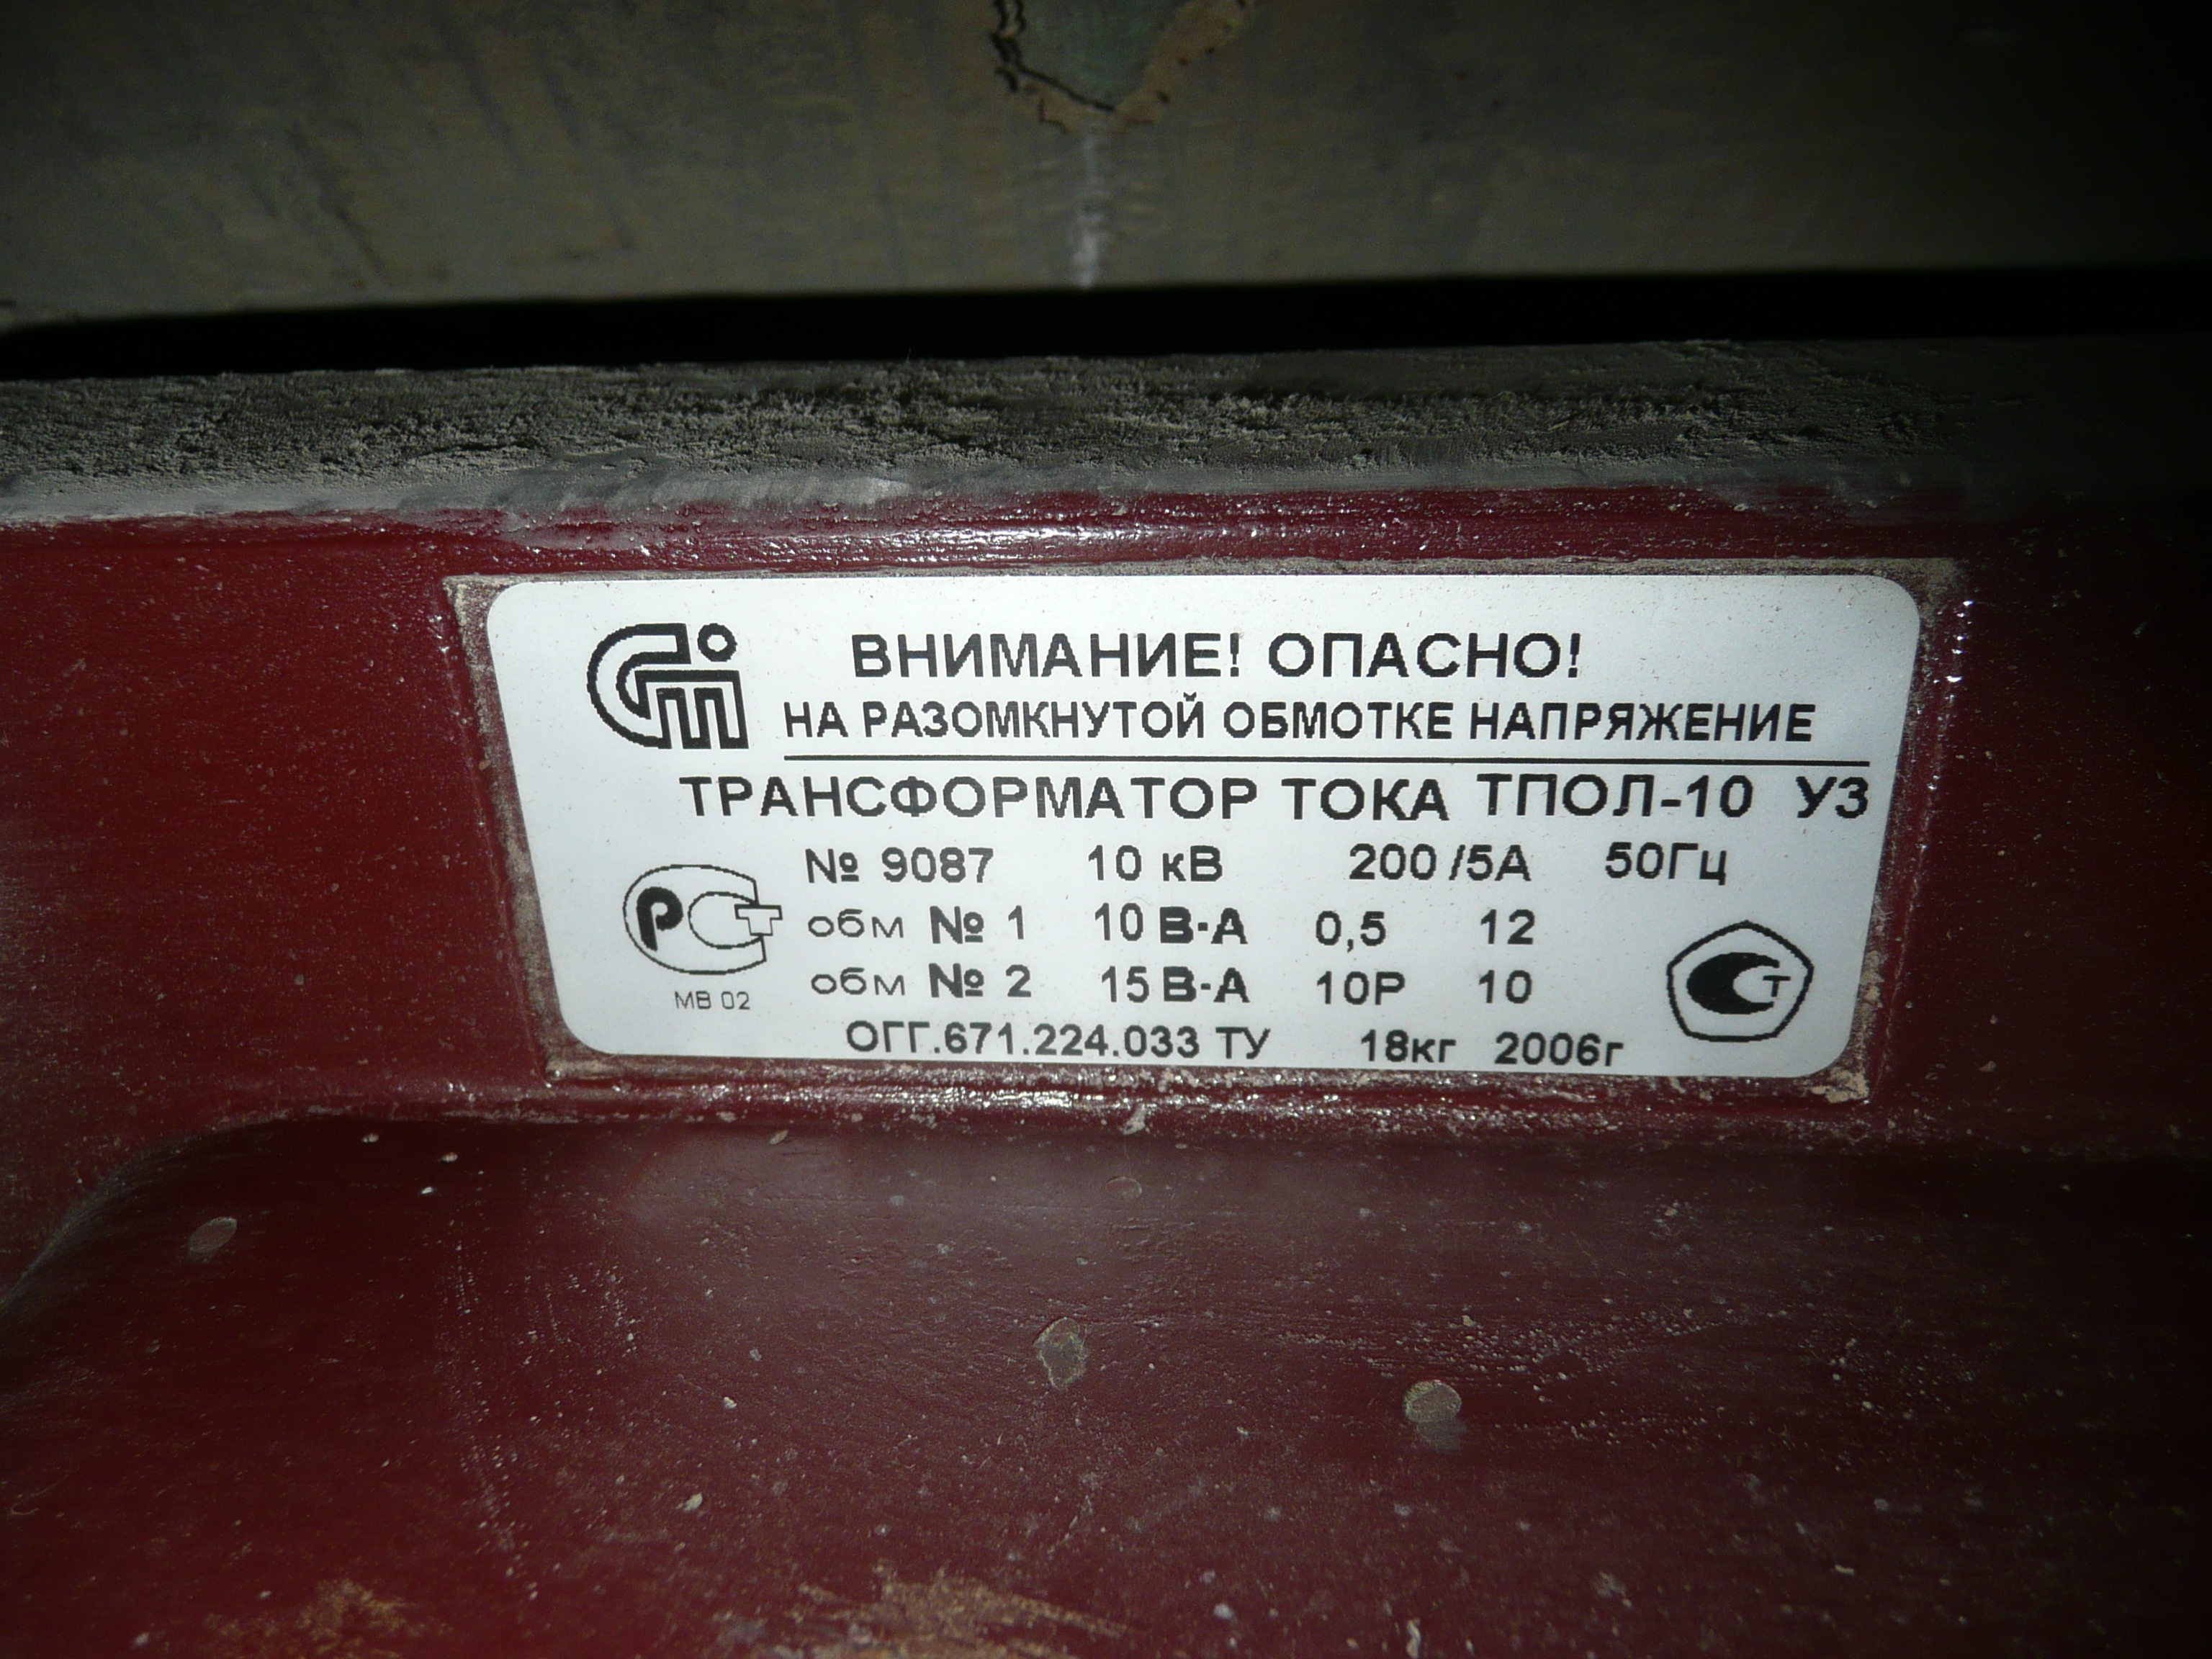 ВНИМАНИЕ! ОПАСНО!
НА РАЗОМКНУТОЙ ОБМОТКЕ НАПРЯЖЕНИЕ
ТРАНСФОРМАТОР ТОКА ТПОЛ-10 У3
№ 9087 10 кВ 200 /5А 50Гц
обм № 1 10 В·А 0,5 12
обм № 2 15 В·А 10Р 10
МВ 02
ОГГ.671.224.033 ТУ 18кг 2006г